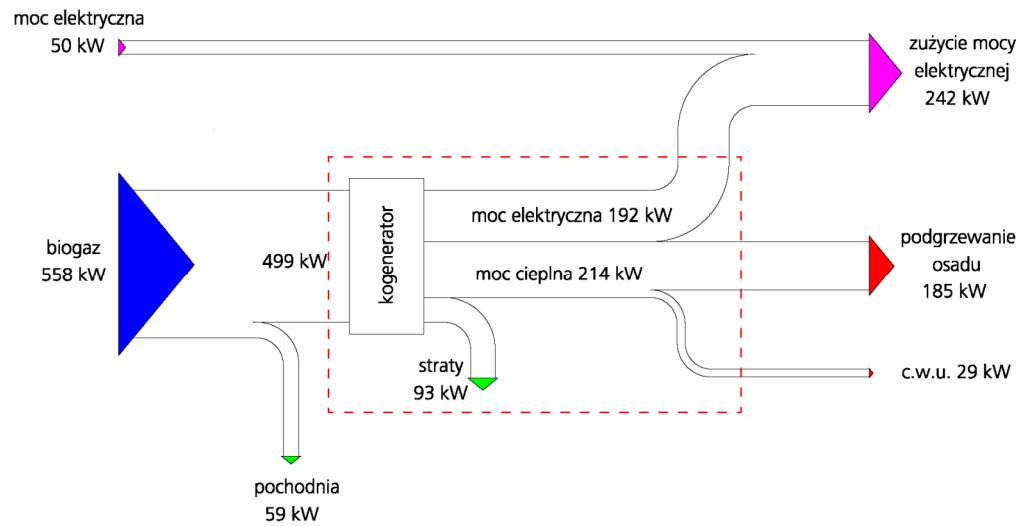 moc elektryczna
50 kW
zużycie mocy
elektrycznej
242 kW
biogaz
558 kW
499 kW
kogenerator
moc elektryczna 192 kW
moc cieplna 214 kW
podgrzewanie
osadu
185 kW
straty
93 kW
c.w.u. 29 kW
pochodnia
59 kW